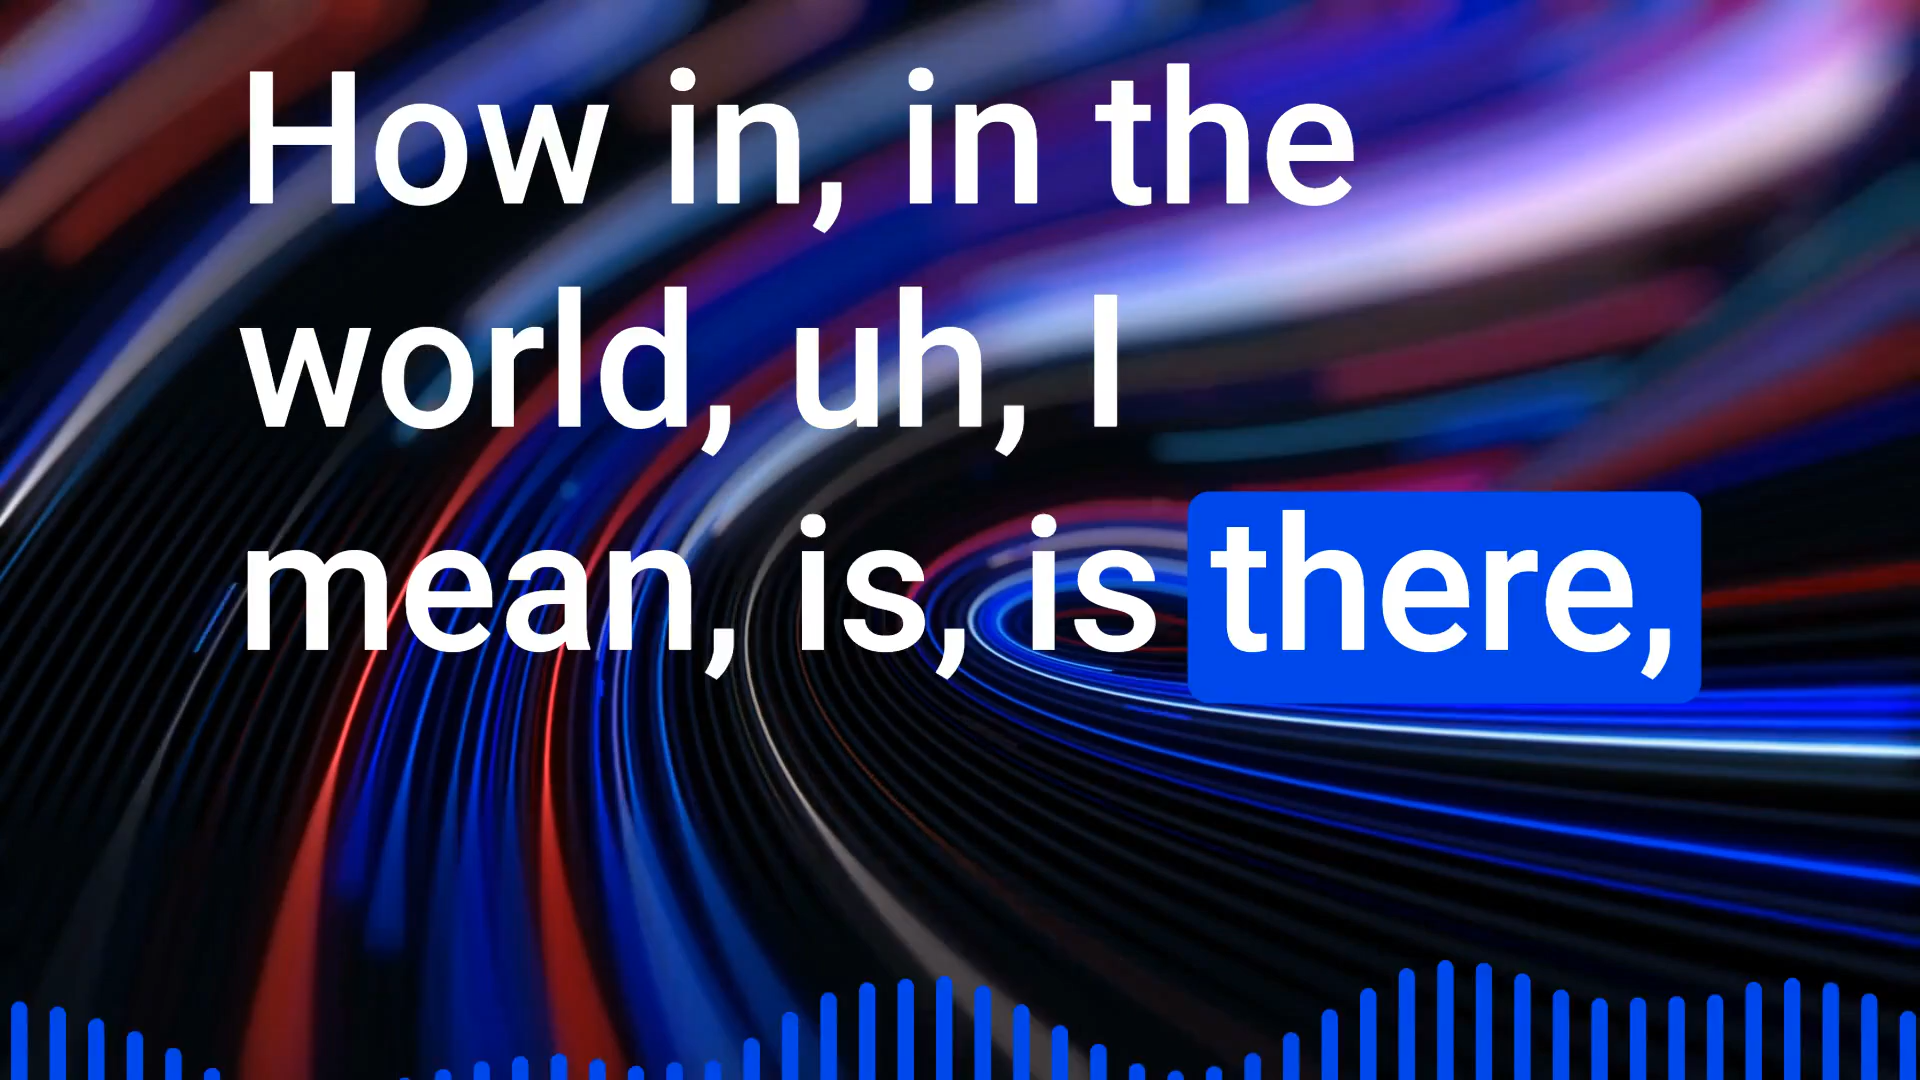 How in, in the
world, uh, I
mean, is, is there,